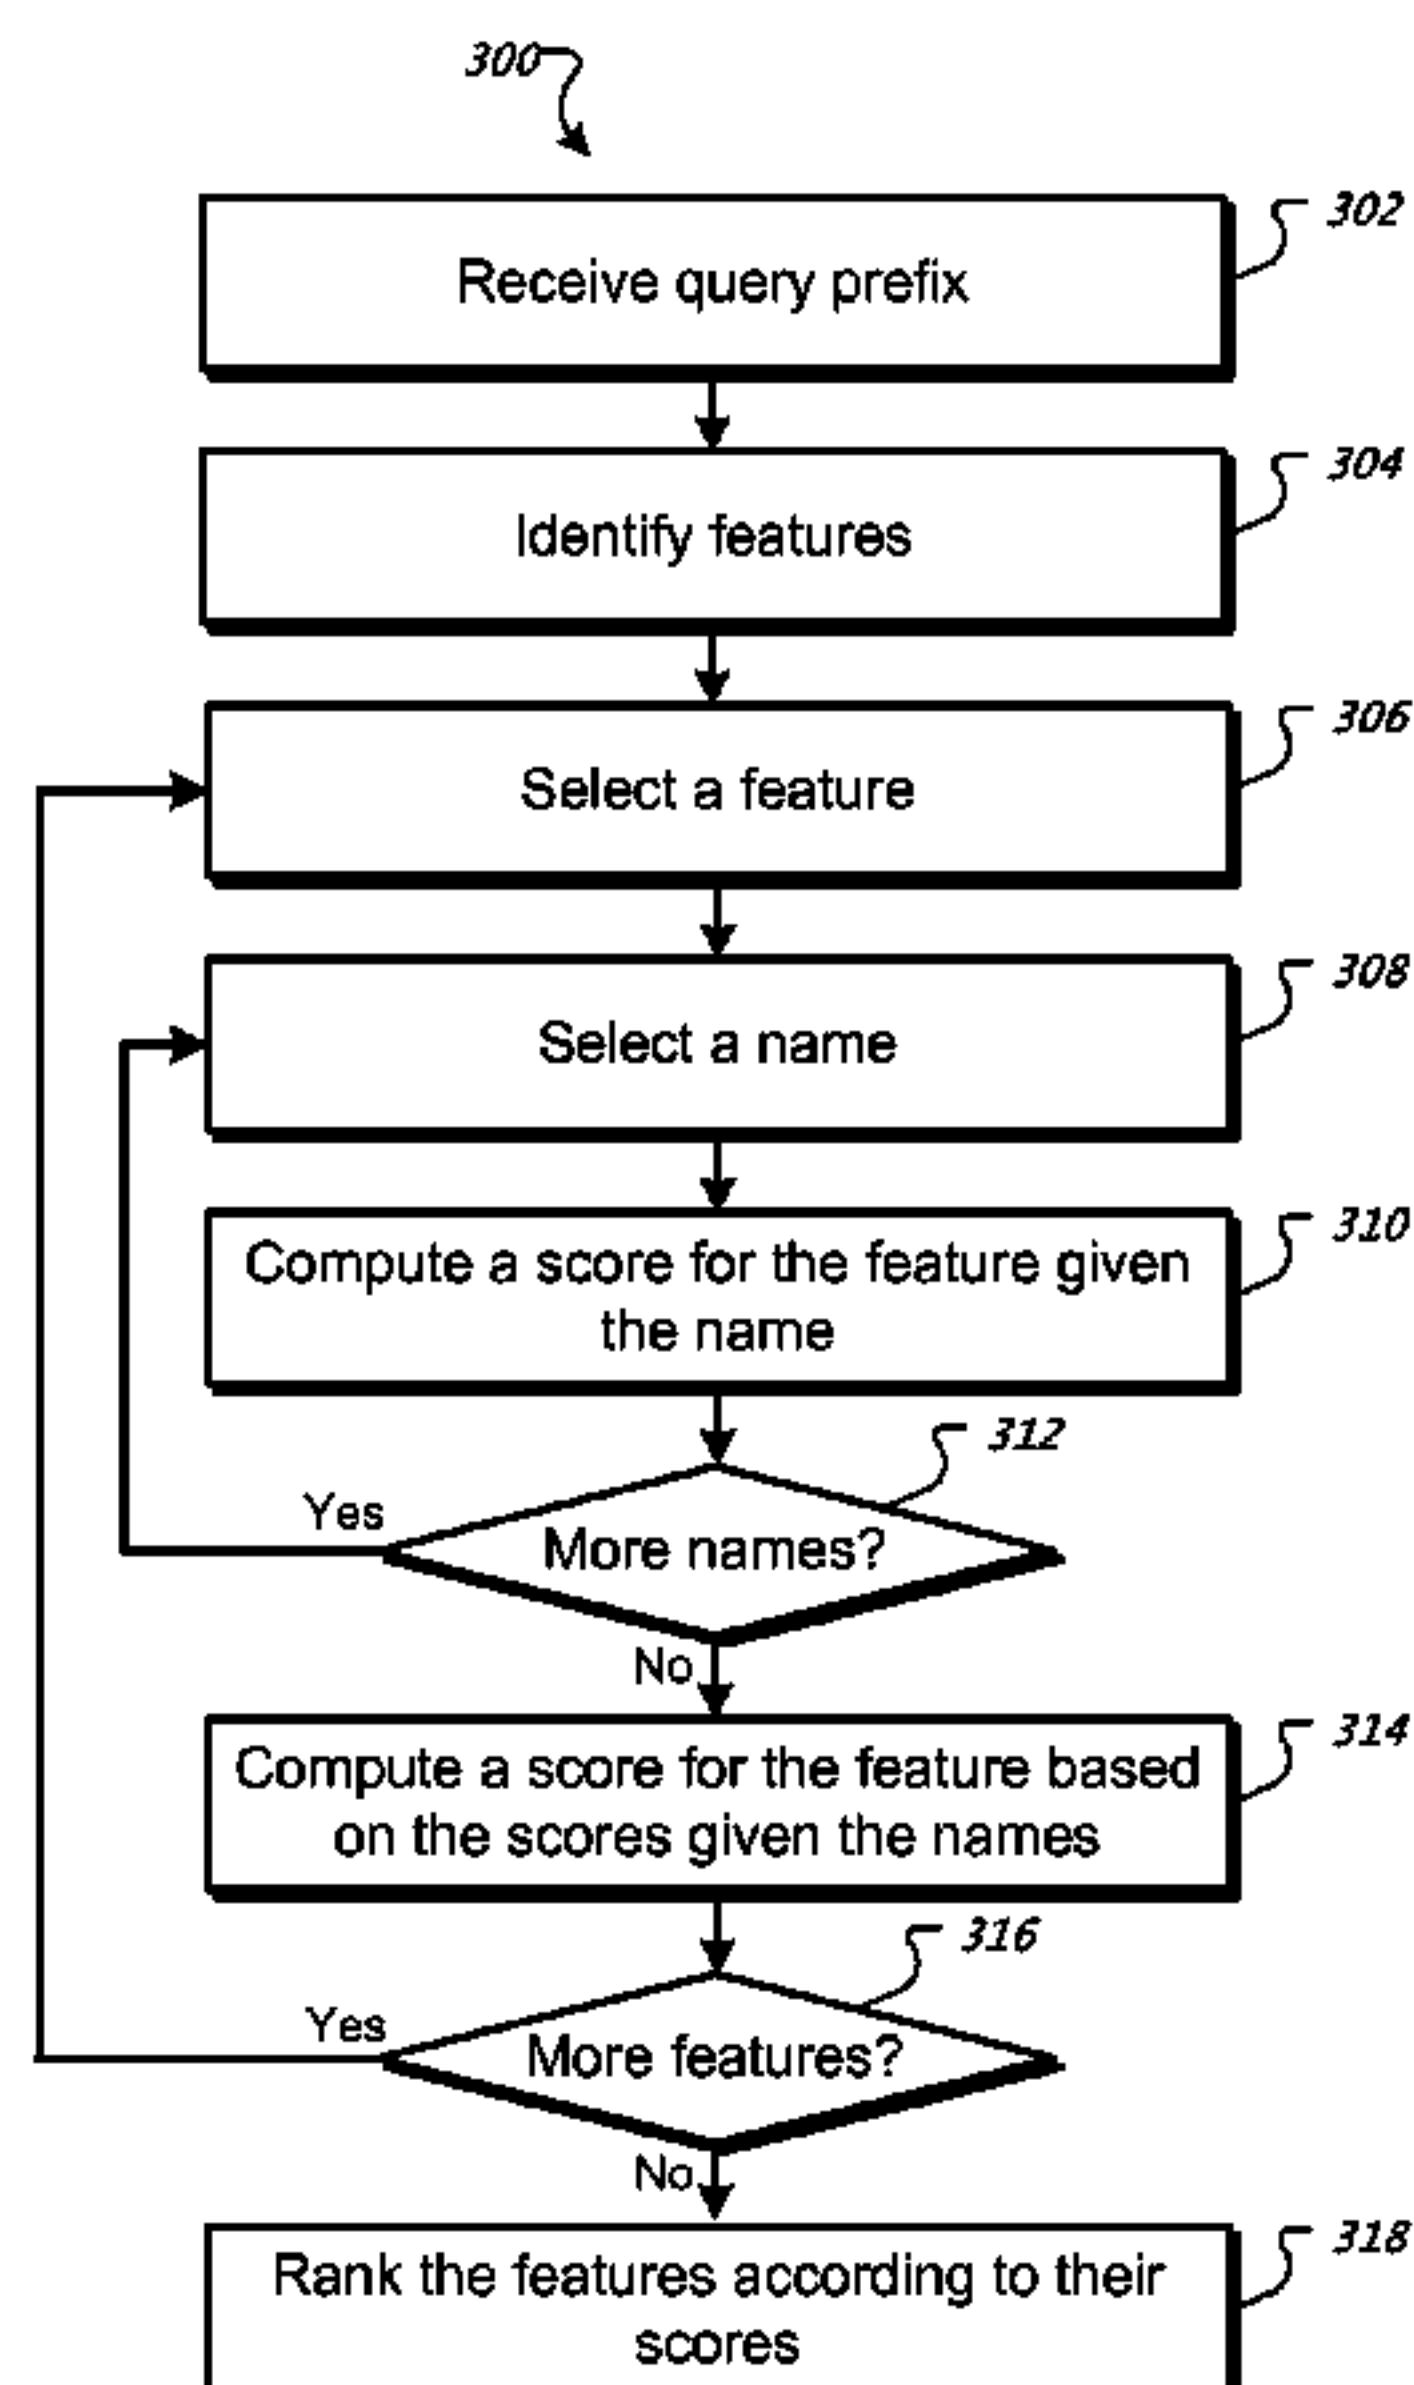 300
302
Receive query prefix
304
Identify features
306
Select a feature
308
Select a name
310
Compute a score for the feature given
the name
312
Yes
More names?
No
314
Compute a score for the feature based
on the scores given the names
316
Yes
More features?
No
318
Rank the features according to their
scores